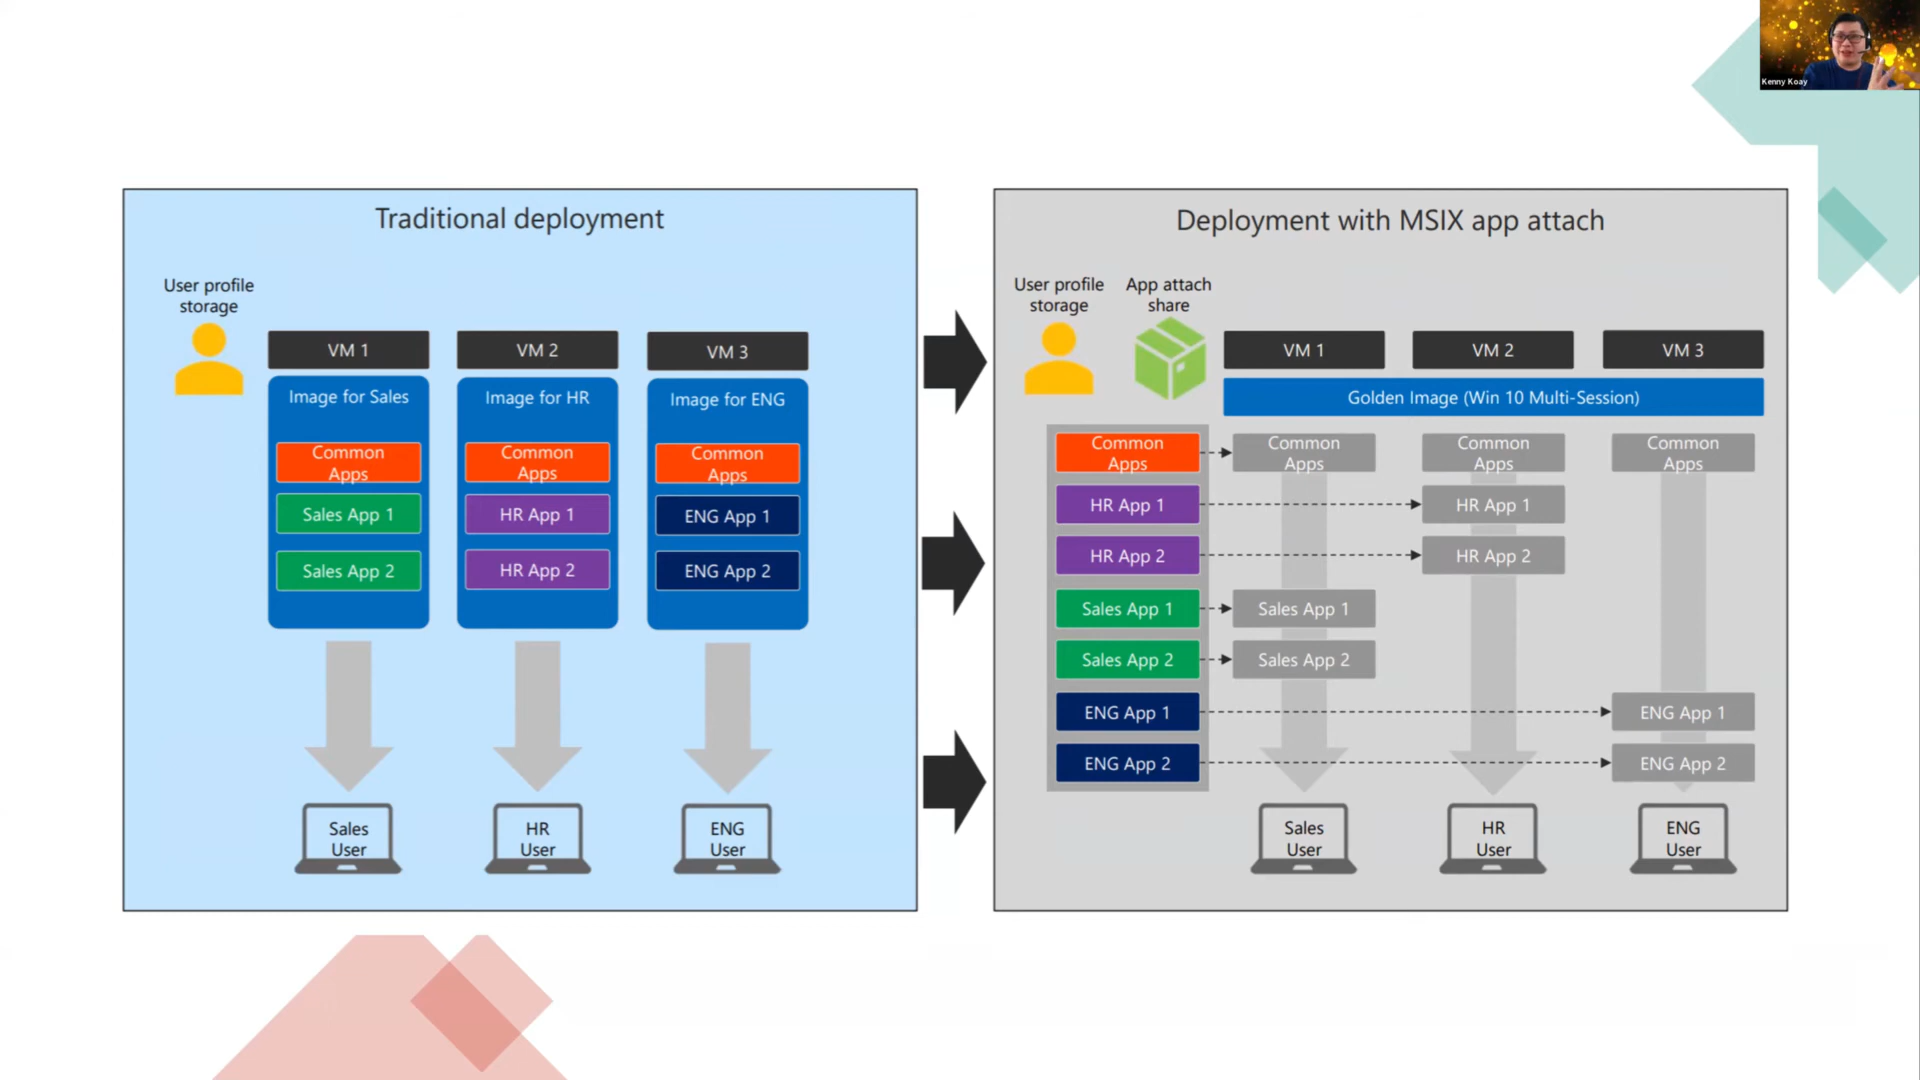 Kenny Koay
Traditional deployment
User profile
storage
VM 1
VM 2
VM 3
Image for Sales
Image for HR
Image for ENG
Common
Apps
Common
Apps
Common
Apps
Sales App 1
HR App 1
ENG App 1
Sales App 2
HR App 2
ENG App 2
Sales
User
HR
User
ENG
User
Deployment with MSIX app attach
User profile
storage
App attach
share
VM 1
VM 2
VM 3
Golden Image (Win 10 Multi-Session)
Common
Apps
Common
Apps
Common
Apps
Common
Apps
HR App 1
HR App 1
HR App 2
HR App 2
Sales App 1
Sales App 1
Sales App 2
Sales App 2
ENG App 1
ENG App 1
ENG App 2
ENG App 2
Sales
User
HR
User
ENG
User